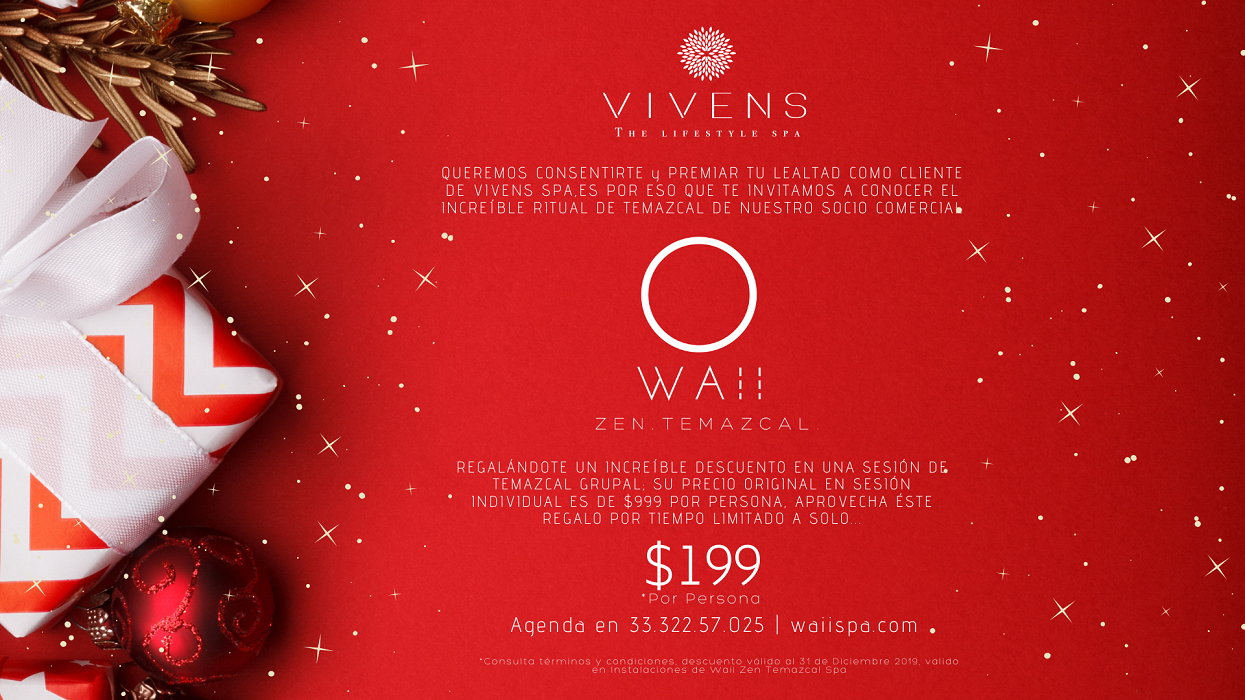 VIVENS
THE LIFESTYLE SPA
QUEREMOS CONSENTIRTE y PREMIAR TU LEALTAD COMO CLIENTE
DE VIVENS SPA,ES POR ESO QUE TE INVITAMOS A CONOCER EL
INCREÍBLE RITUAL DE TEMAZCAL DE NUESTRO SOCIO COMERCIAL
WAII
ZEN.TEMAZCAL.
REGALÁNDOTE UN INCREÍBLE DESCUENTO EN UNA SESIÓN DE
TEMAZCAL GRUPAL; SU PRECIO ORIGINAL EN SESIÓN
INDIVIDUAL ES DE $999 POR PERSONA, APROVECHA ÉSTE
REGALO POR TIEMPO LIMITADO A SOLO...
$199
*Por Persona
Agenda en 33.322.57.025 | waiispa.com
*Consulta términos y condiciones, descuento válido al 31 de Diciembre 2019, valido
en instalaciones de Waii Zen Temazcal Spa